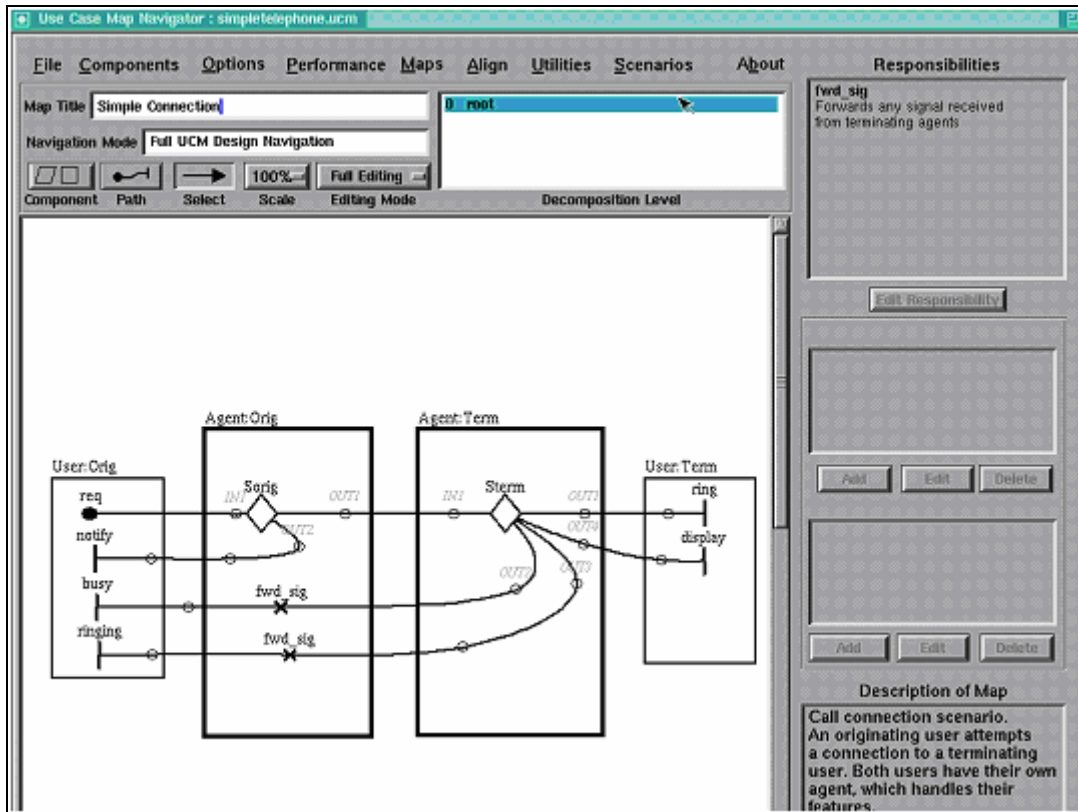 Use Case Map Navigator : simpletelephone.ucm
File Components Options Performance Maps Align Utilities Scenarios About
Map Title Simple Connection
Navigation Mode Full UCM Design Navigation
100% Full Editing
Component Path Select Scale Editing Mode
0 root
Decomposition Level
Responsibilities
fwd_sig
Forwards any signal received
from terminating agents
Edit Responsibility
Add Edit Delete
Add Edit Delete
Description of Map
Call connection scenario.
An originating user attempts
a connection to a terminating
user. Both users have their own
agent, which handles their
features.
Agent:Orig Agent:Term
User:Orig User:Term
req IN1 Sorig OUT1 IN1 Sterm OUT1 ring
notify OUT2 OUT4 display
busy fwd_sig OUT2 OUT3
ringing fwd_sig